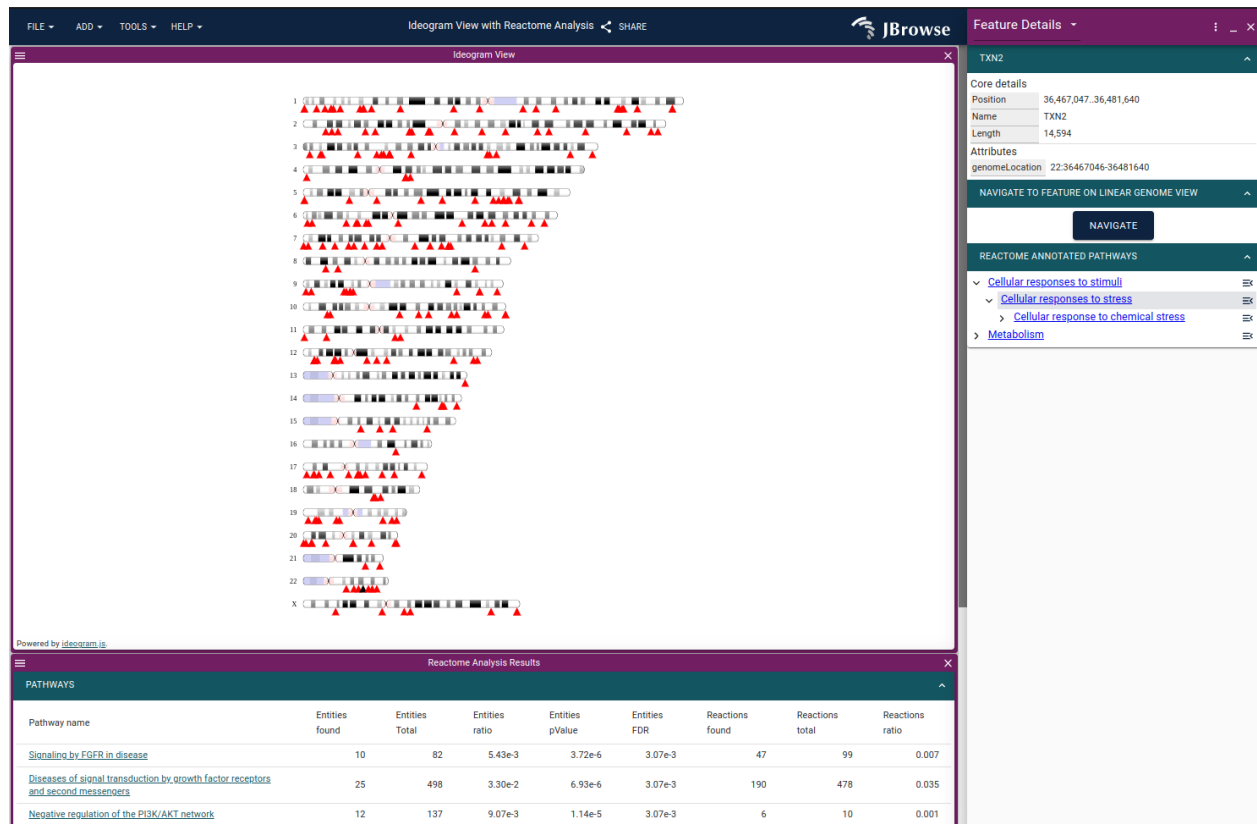 FILE ADD TOOLS HELP
Ideogram View with Reactome Analysis SHARE
JBrowse
Ideogram View
1
2
3
4
5
6
7
8
9
10
11
12
13
14
15
16
17
18
19
20
21
22
X
Powered by ideogram.js.
Reactome Analysis Results
PATHWAYS
Pathway name Entities found Entities Total Entities ratio Entities pValue Entities FDR Reactions found Reactions total Reactions ratio
Signaling by FGFR in disease 10 82 5.43e-3 3.72e-6 3.07e-3 47 99 0.007
Diseases of signal transduction by growth factor receptors
and second messengers 25 498 3.30e-2 6.93e-6 3.07e-3 190 478 0.035
Negative regulation of the PI3K/AKT network 12 137 9.07e-3 1.14e-5 3.07e-3 6 10 0.001
Feature Details
TXN2
Core details
Position 36,467,047..36,481,640
Name TXN2
Length 14,594
Attributes
genomeLocation 22:36467046-36481640
NAVIGATE TO FEATURE ON LINEAR GENOME VIEW
NAVIGATE
REACTOME ANNOTATED PATHWAYS
Cellular responses to stimuli
Cellular responses to stress
Cellular response to chemical stress
Metabolism